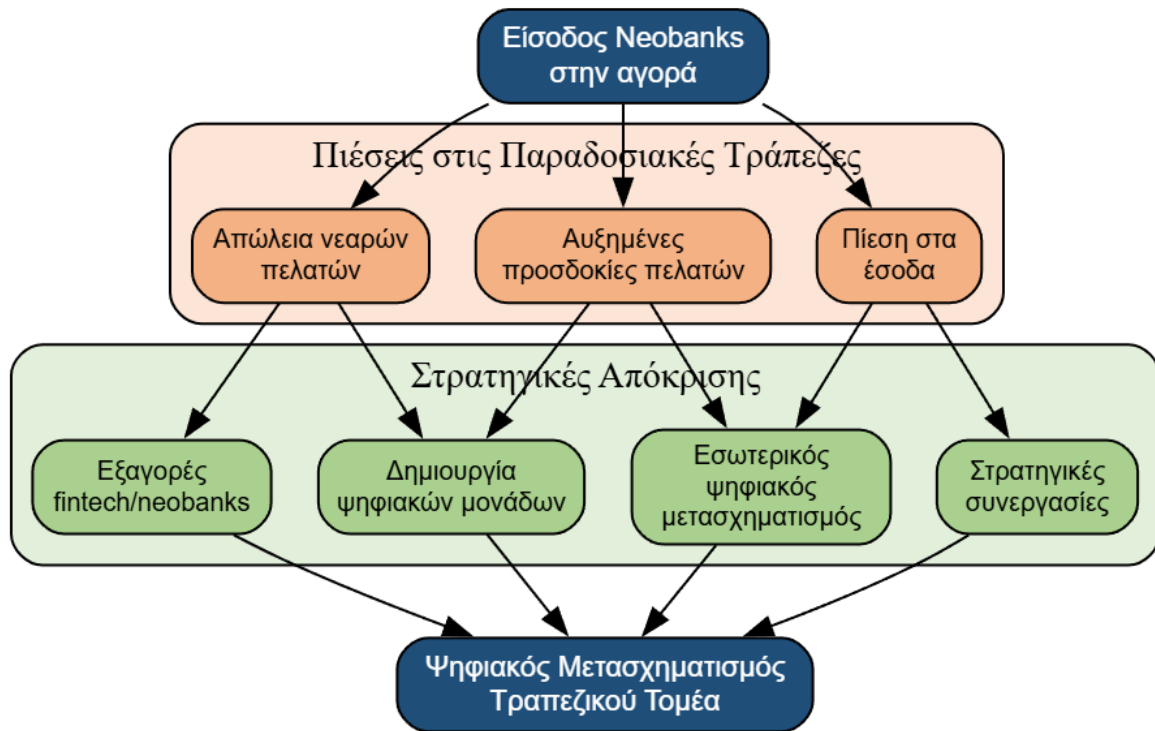 Είσοδος Neobanks
στην αγορά
Πιέσεις στις Παραδοσιακές Τράπεζες
Απώλεια νεαρών
πελατών
Αυξημένες
προσδοκίες πελατών
Πίεση στα
έσοδα
Στρατηγικές Απόκρισης
Εξαγορές
fintech/neobanks
Δημιουργία
ψηφιακών μονάδων
Εσωτερικός
ψηφιακός
μετασχηματισμός
Στρατηγικές
συνεργασίες
Ψηφιακός Μετασχηματισμός
Τραπεζικού Τομέα